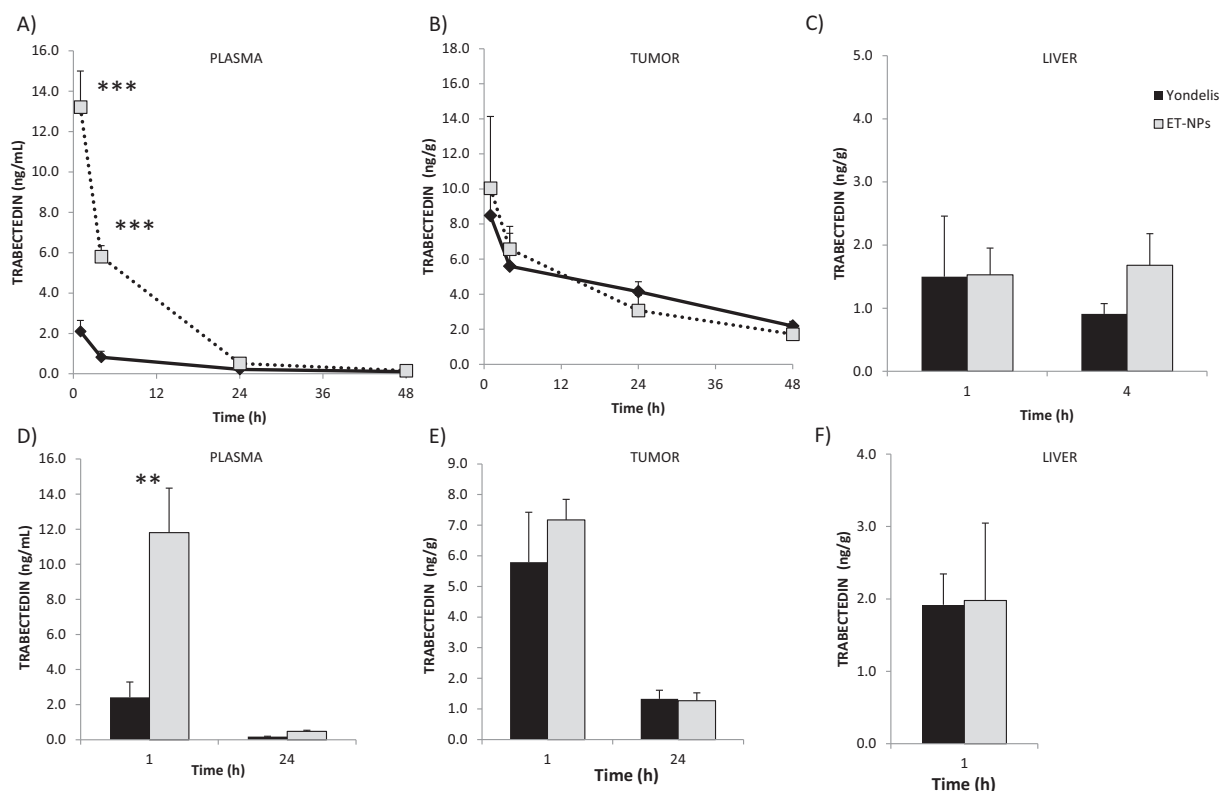 A)
PLASMA
TRABECTEDIN (ng/mL)
16.0
14.0
12.0
10.0
8.0
6.0
4.0
2.0
0.0
***
***
0 12 24 36 48
Time (h)
B)
TUMOR
TRABECTEDIN (ng/g)
18.0
16.0
14.0
12.0
10.0
8.0
6.0
4.0
2.0
0.0
0 12 24 36 48
Time (h)
C)
LIVER
TRABECTEDIN (ng/g)
5.0
4.0
3.0
2.0
1.0
0.0
1 4
Time (h)
Yondelis
ET-NPs
D)
PLASMA
TRABECTEDIN (ng/mL)
16.0
14.0
12.0
10.0
8.0
6.0
4.0
2.0
0.0
**
1 24
Time (h)
E)
TUMOR
TRABECTEDIN (ng/g)
9.0
8.0
7.0
6.0
5.0
4.0
3.0
2.0
1.0
0.0
1 24
Time (h)
F)
LIVER
TRABECTEDIN (ng/g)
4.0
3.0
2.0
1.0
0.0
1
Time (h)